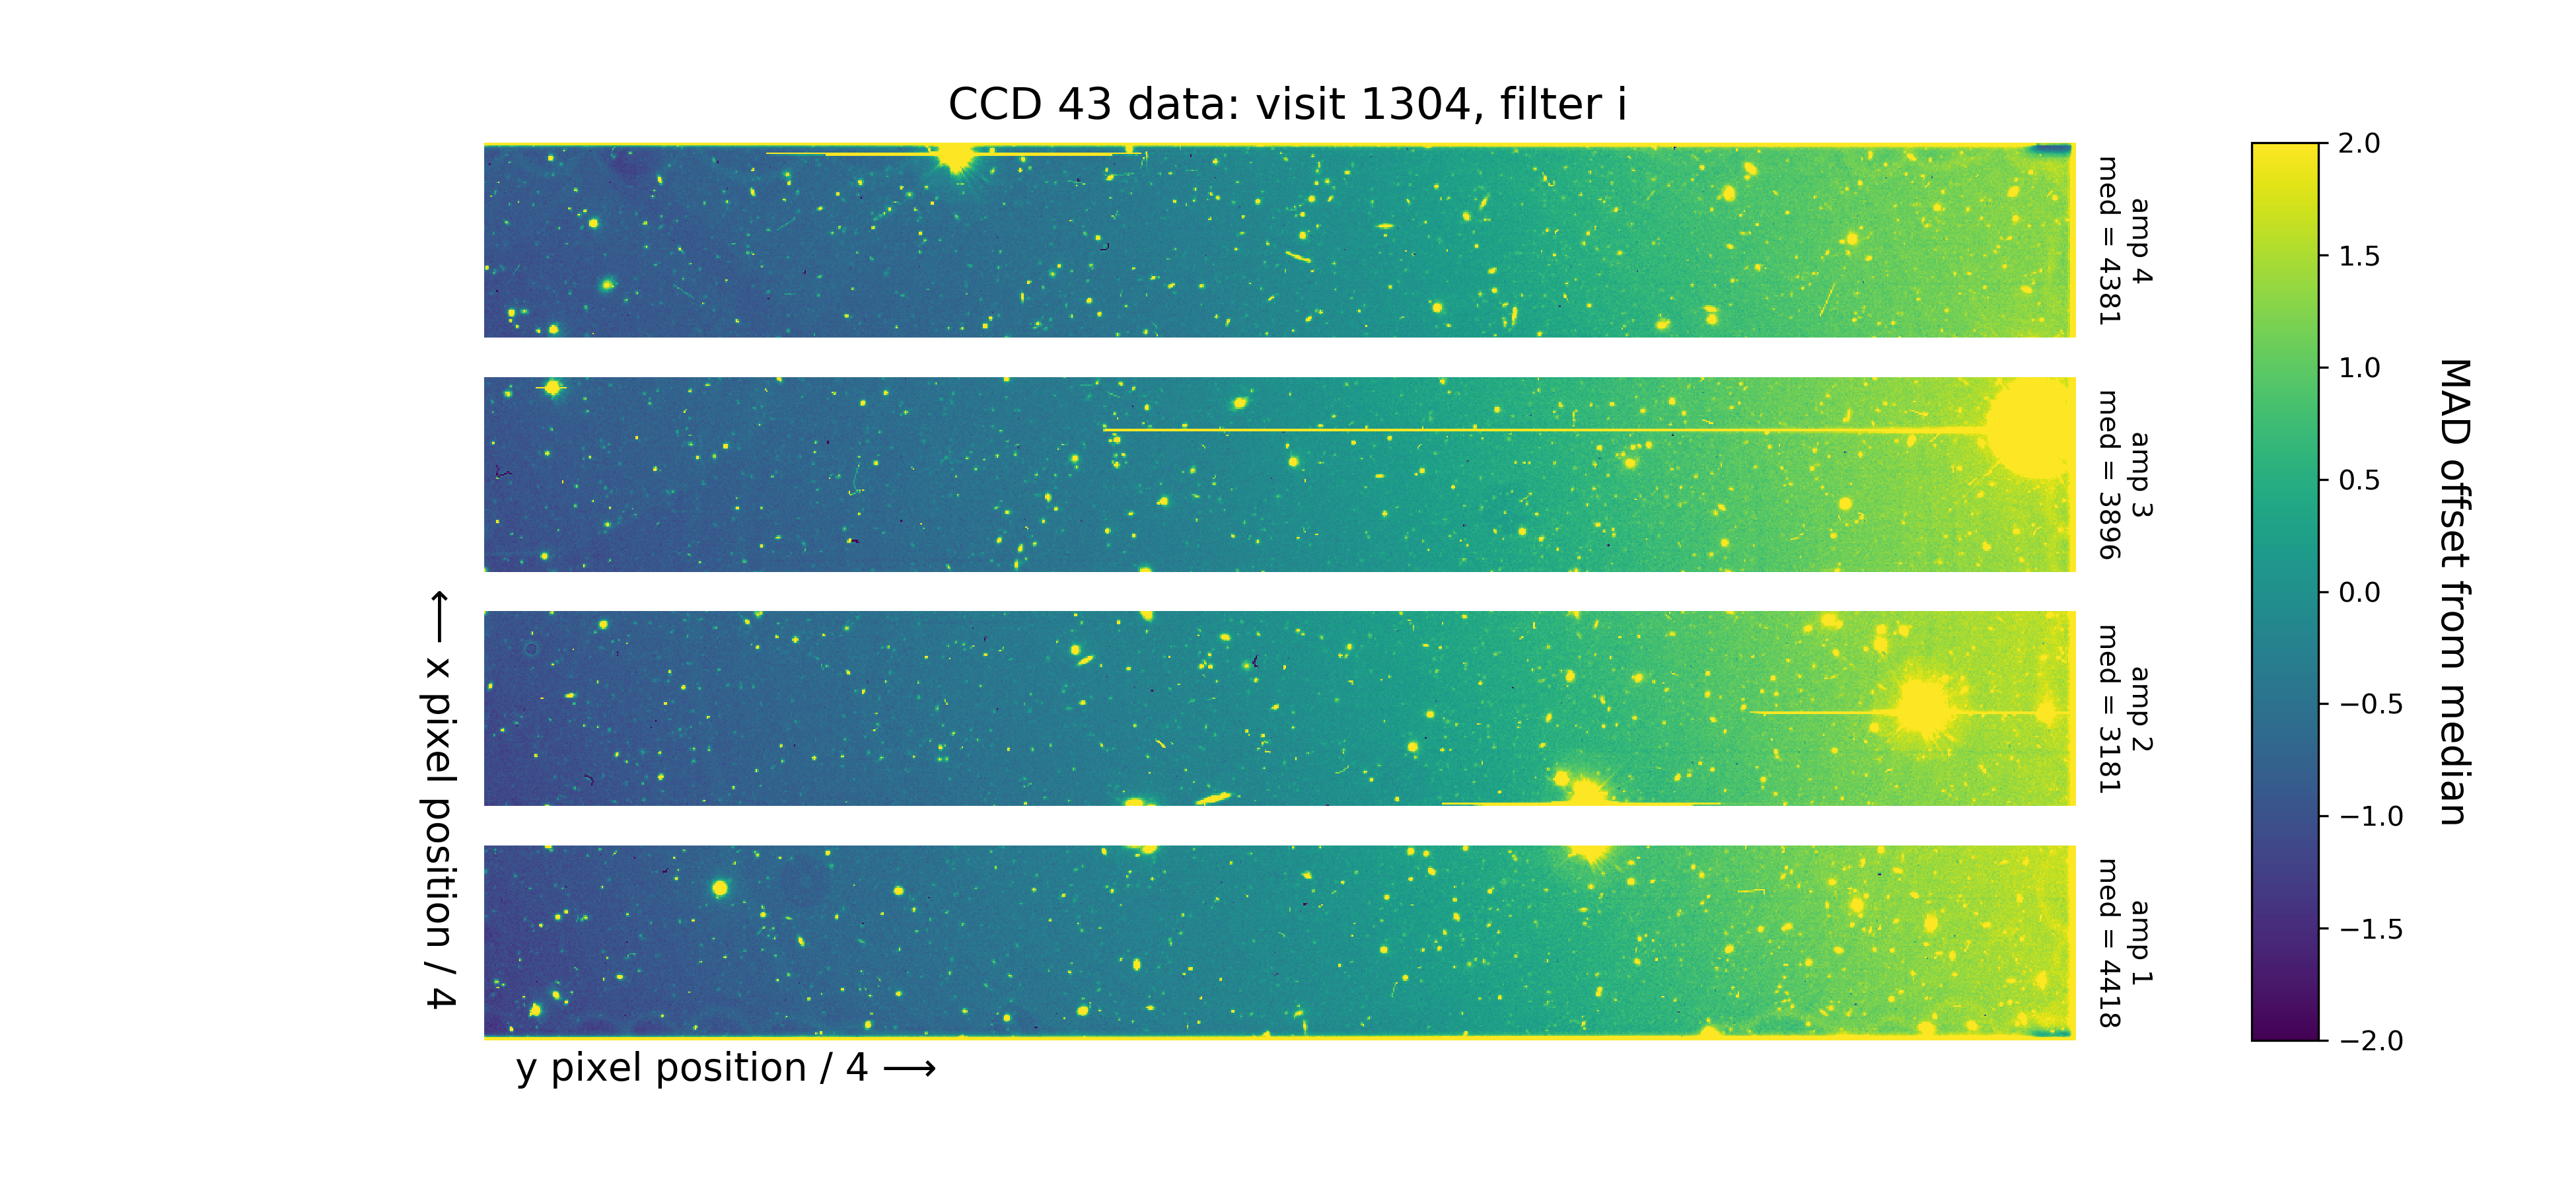 CCD 43 data: visit 1304, filter i
amp 4
med = 4381
amp 3
med = 3896
amp 2
med = 3181
amp 1
med = 4418
⟵ x pixel position / 4
y pixel position / 4 ⟶
2.0
1.5
1.0
0.5
0.0
−0.5
−1.0
−1.5
−2.0
MAD offset from median